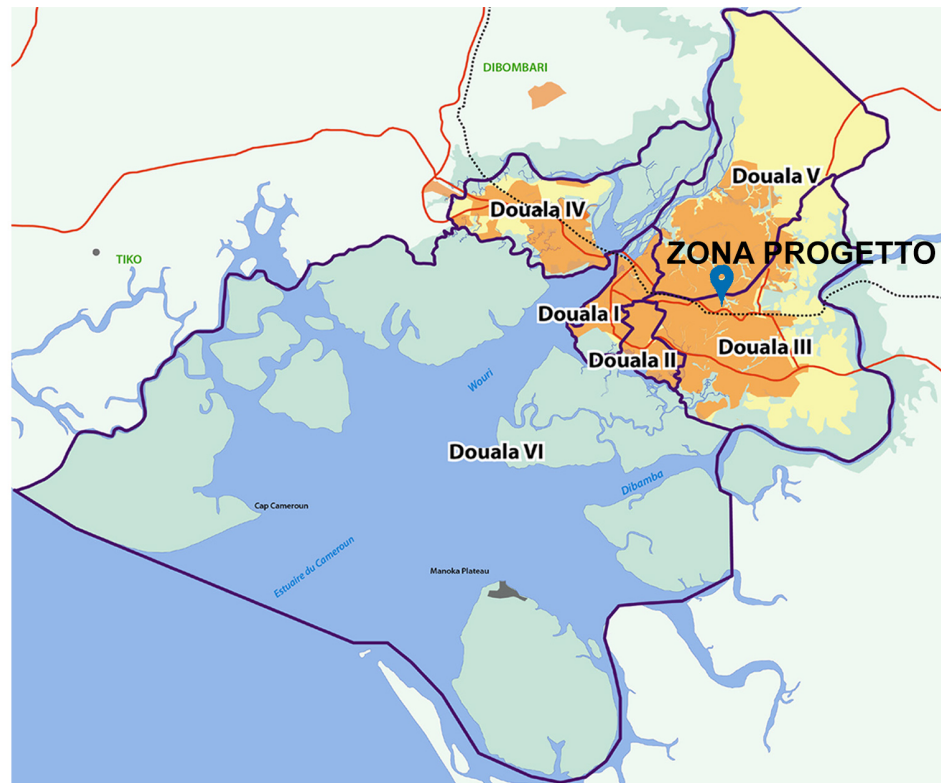 DIBOMBARI
Douala V
Douala IV
ZONA PROGETTO
TIKO
Douala I
Douala III
Douala II
Wouri
Douala VI
Dibamba
Cap Cameroun
Estuaire du Cameroun
Manoka Plateau